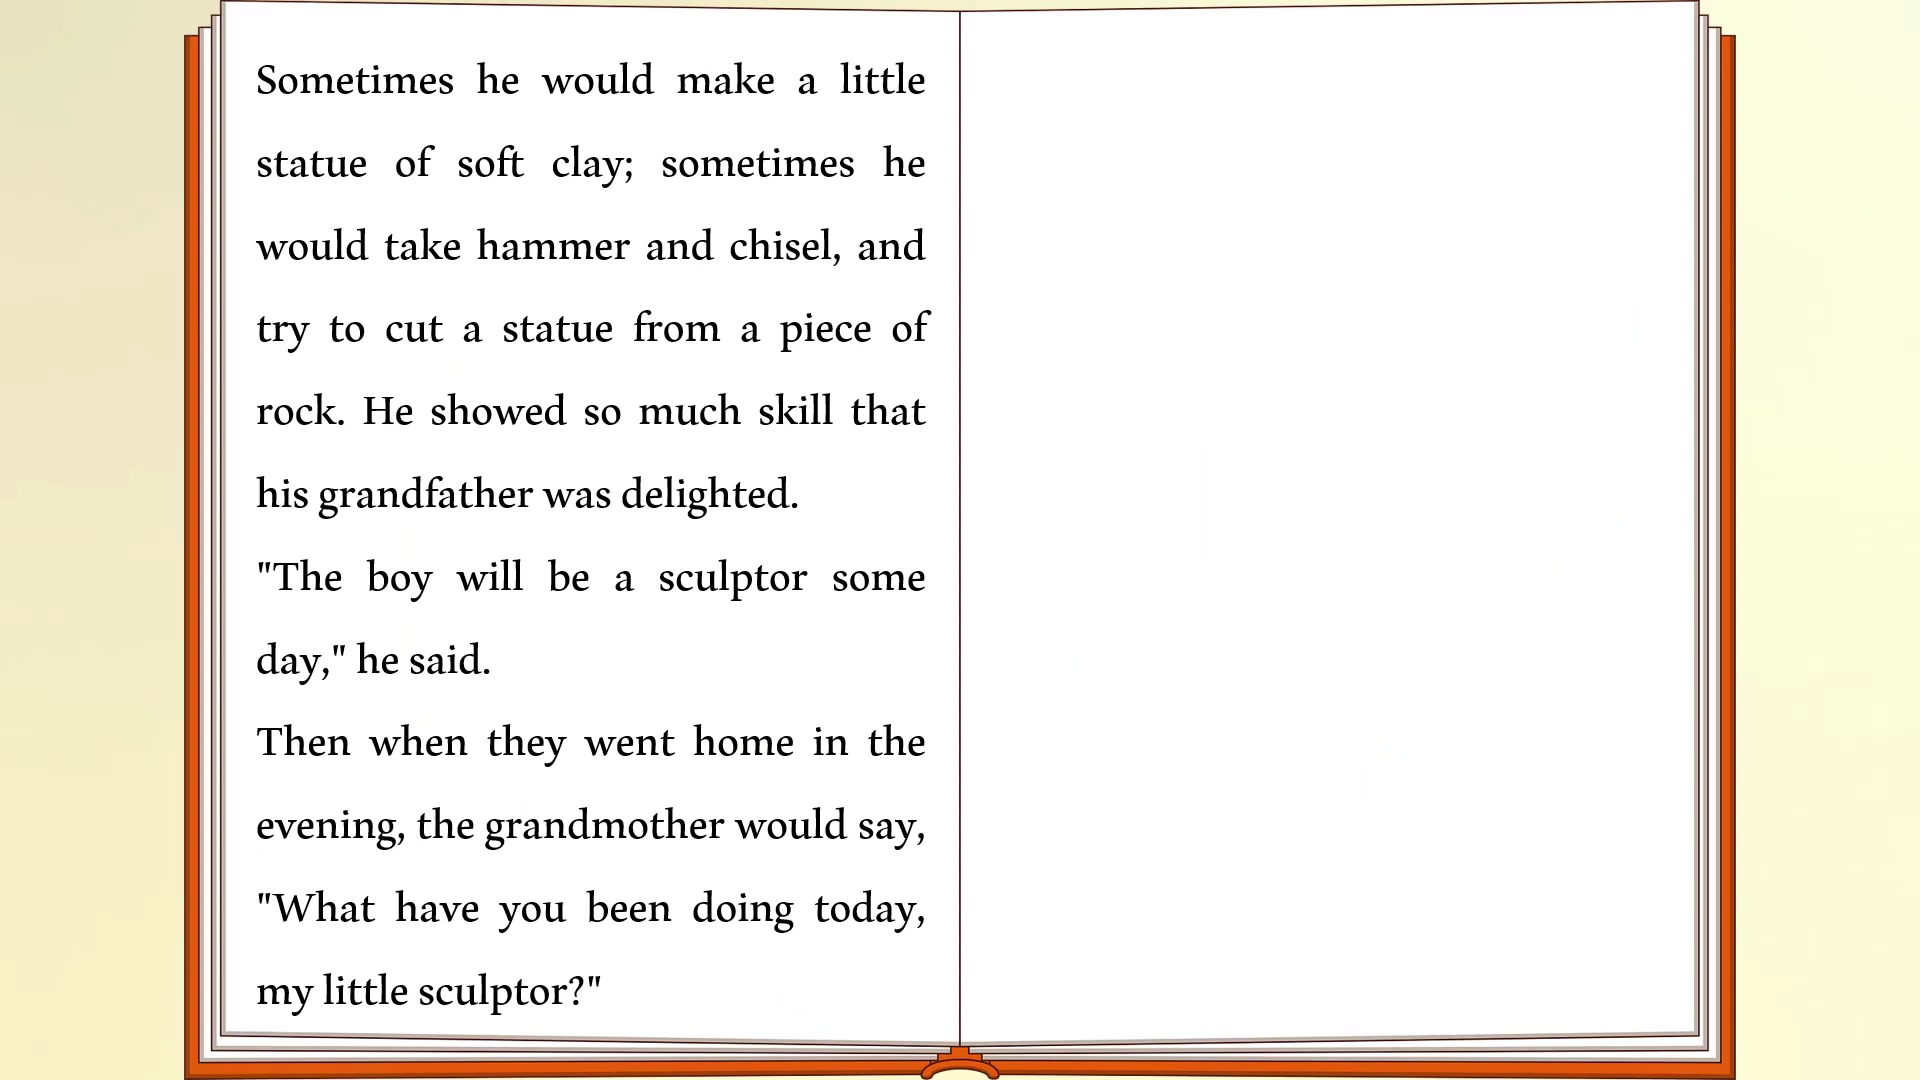 Sometimes he would make a little
statue of soft clay; sometimes he
would take hammer and chisel, and
try to cut a statue from a piece of
rock. He showed so much skill that
his grandfather was delighted.
"The boy will be a sculptor some
day," he said.
Then when they went home in the
evening, the grandmother would say,
"What have you been doing today,
my little sculptor?"